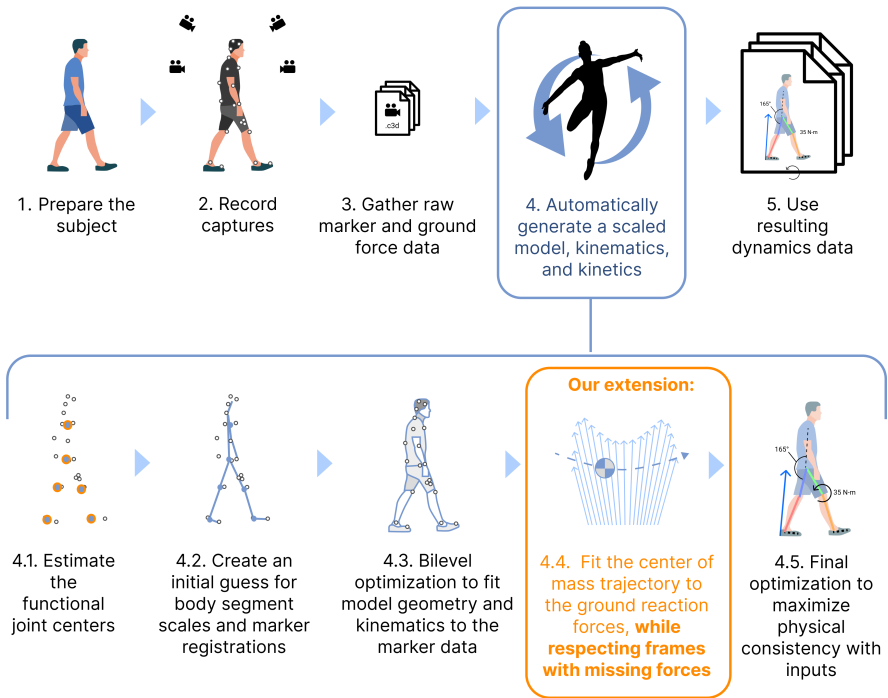 .c3d
165°
35 N-m
1. Prepare the
subject
2. Record
captures
3. Gather raw
marker and ground
force data
4. Automatically
generate a scaled
model, kinematics,
and kinetics
5. Use
resulting
dynamics data
Our extension:
165°
35 N-m
4.1. Estimate
the
functional
joint centers
4.2. Create an
initial guess for
body segment
scales and marker
registrations
4.3. Bilevel
optimization to fit
model geometry and
kinematics to the
marker data
4.4. Fit the center of
mass trajectory to
the ground reaction
forces, while
respecting frames
with missing forces
4.5. Final
optimization to
maximize
physical
consistency with
inputs